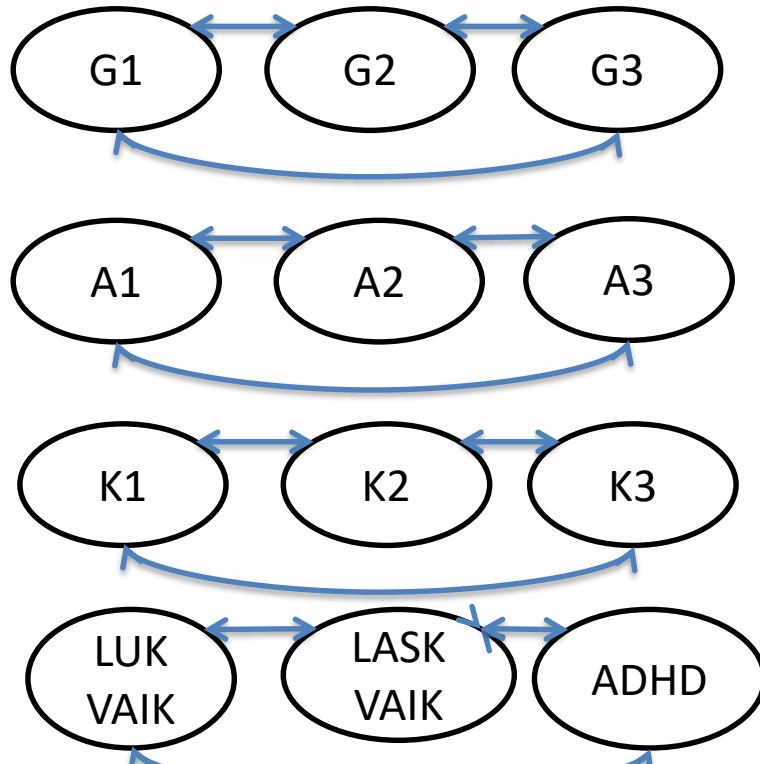 G1 G2 G3
A1 A2 A3
K1 K2 K3
LUK VAIK
LASK VAIK
ADHD